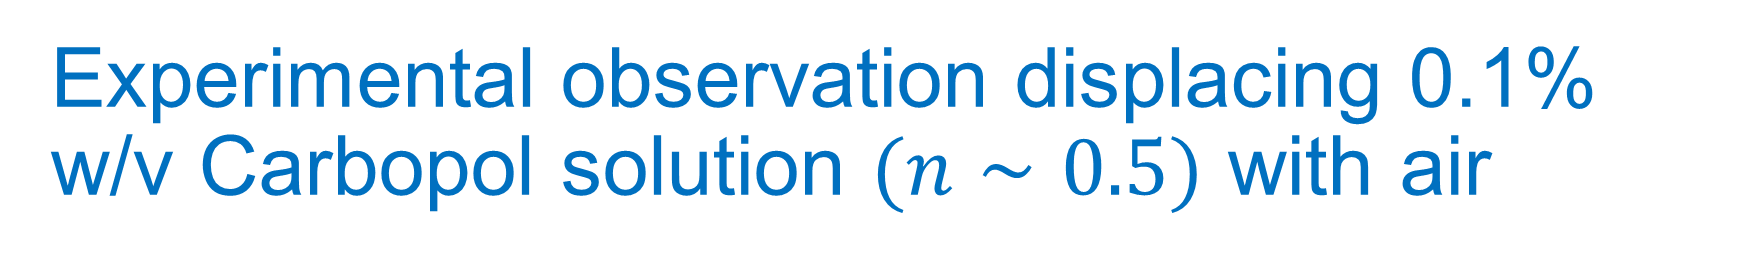 Experimental observation displacing 0.1%
w/v Carbopol solution (n ~ 0.5) with air